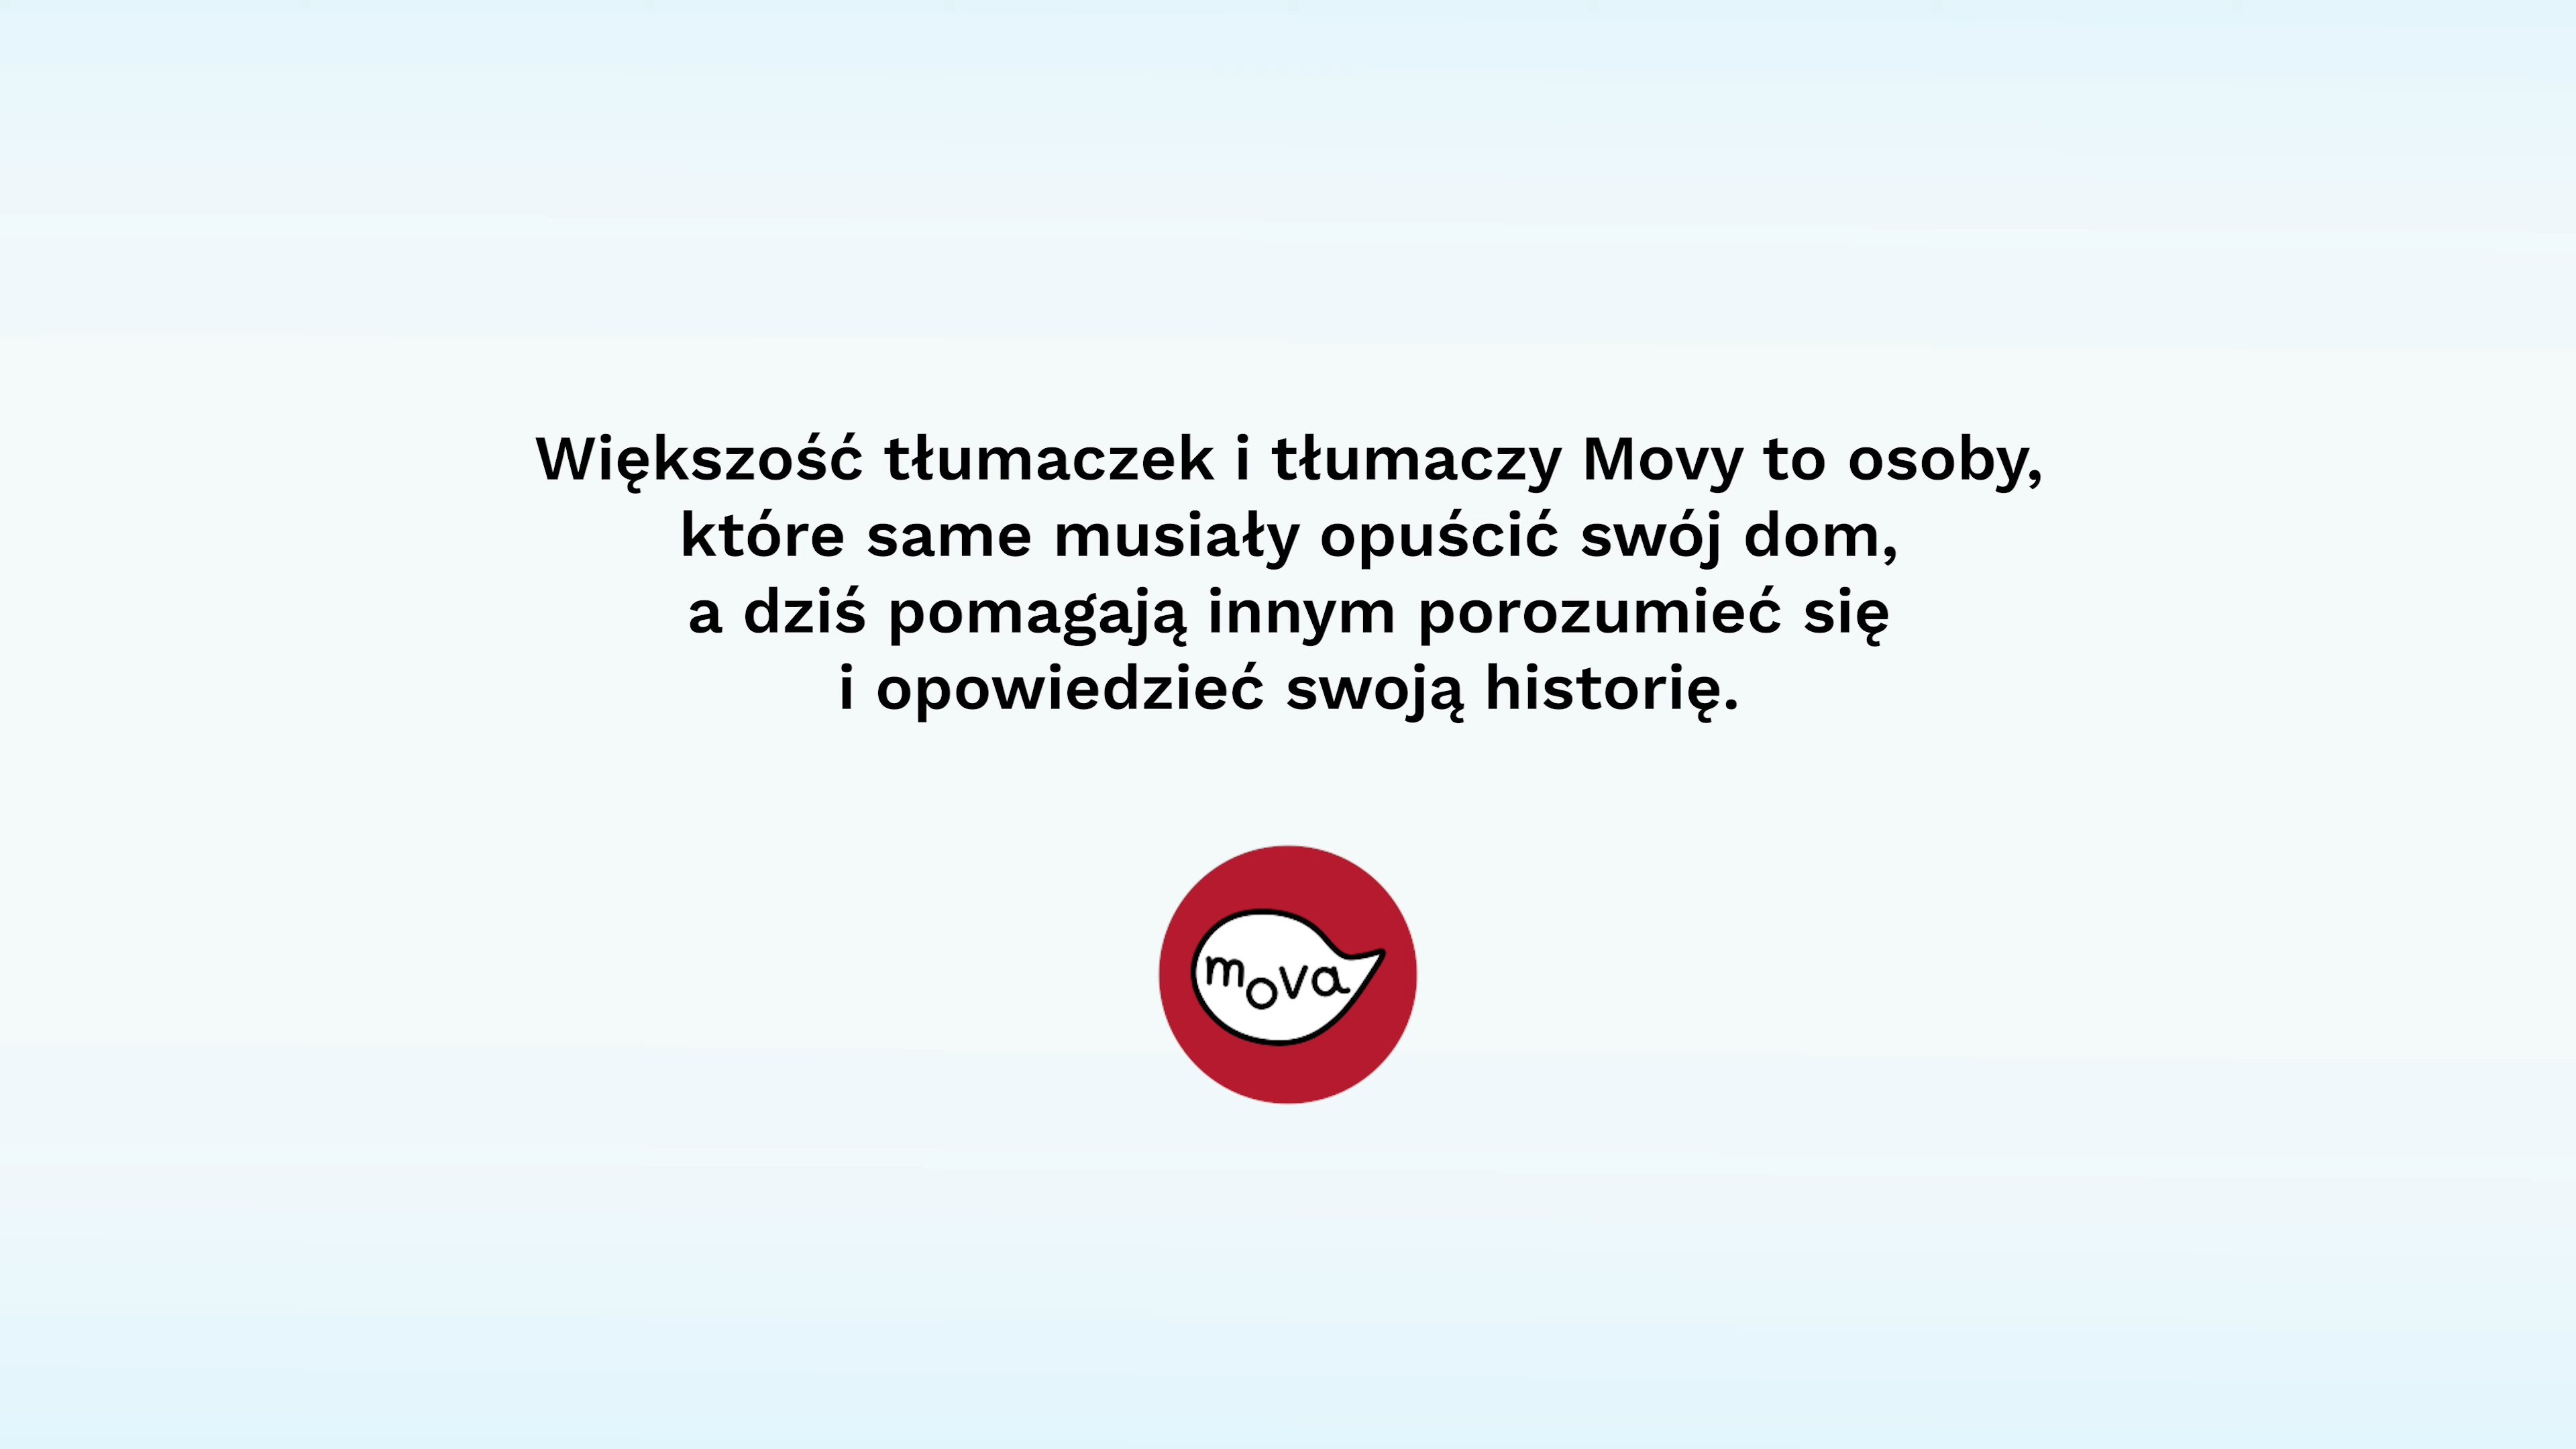 Większość tłumaczek i tłumaczy Movy to osoby,
które same musiały opuścić swój dom,
a dziś pomagają innym porozumieć się
i opowiedzieć swoją historię.
mova